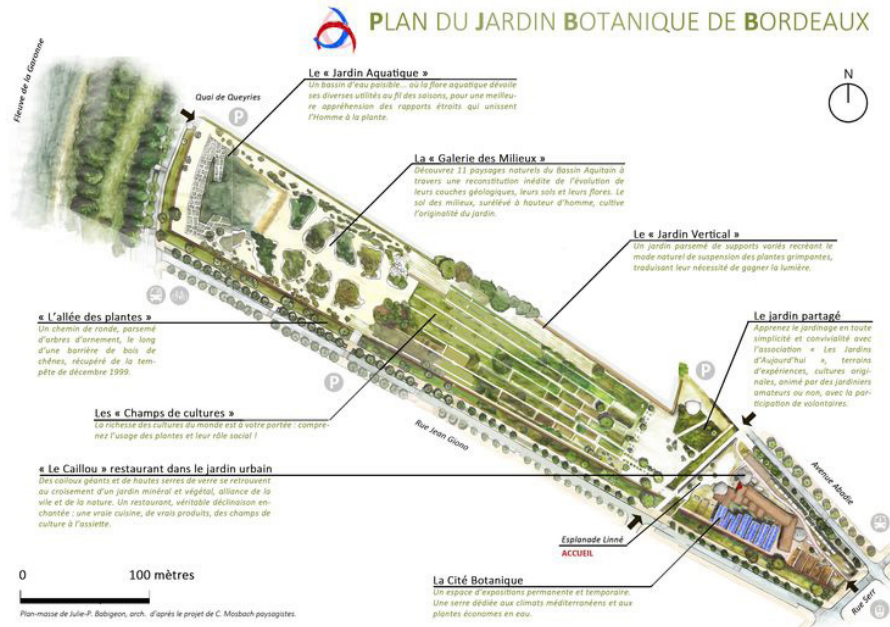 PLAN DU JARDIN BOTANIQUE DE BORDEAUX
Fleuve de la Garonne
Quai de Queyries
P
N
Le « Jardin Aquatique »
Un bassin d'eau paisible... où la flore aquatique dévoile
ses diverses utilités au fil des saisons, pour une meilleu-
re appréhension des rapports étroits qui unissent
l'Homme à la plante.
La « Galerie des Milieux »
Découvrez 11 paysages naturels du Bassin Aquitain à
travers une reconstitution inédite de l'évolution de
leurs couches géologiques, leurs sols et leurs flores. Le
sol des milieux, surélevé à hauteur d'homme, cultive
l'originalité du jardin.
Le « Jardin Vertical »
Un jardin parsemé de supports variés recréant le
mode naturel de suspension des plantes grimpantes,
traduisant leur nécessité de gagner la lumière.
« L'allée des plantes »
Un chemin de ronde, parsemé
d'arbres d'ornement, le long
d'une barrière de bois de
chênes, récupéré de la tem-
pête de décembre 1999.
Le jardin partagé
Apprenez le jardinage en toute
simplicité et convivialité avec
l'association « Les Jardins
d'Aujourd'hui », terrains
d'expériences, cultures origi-
nales, animé par des jardiniers
amateurs ou non, avec la par-
ticipation de volontaires.
P
P
Les « Champs de cultures »
La richesse des cultures du monde est à votre portée : compre-
nez l'usage des plantes et leur rôle social !
Rue Jean Giono
« Le Caillou » restaurant dans le jardin urbain
Des cailloux géants et de hautes serres de verre se retrouvent
au croisement d'un jardin minéral et végétal, alliance de la
vile et de la nature. Un restaurant, véritable déclinaison en-
chantée : une vraie cuisine, de vrais produits, des champs de
culture à l'assiette.
Avenue Abadie
Esplanade Linné
ACCUEIL
La Cité Botanique
Un espace d'expositions permanente et temporaire.
Une serre dédiée aux climats méditerronéens et aux
plantes économes en eau.
Rue Serr
0 100 mètres
Plan-masse de Julie-P. Babigeon, arch. d'après le projet de C. Mosbach paysagistes.